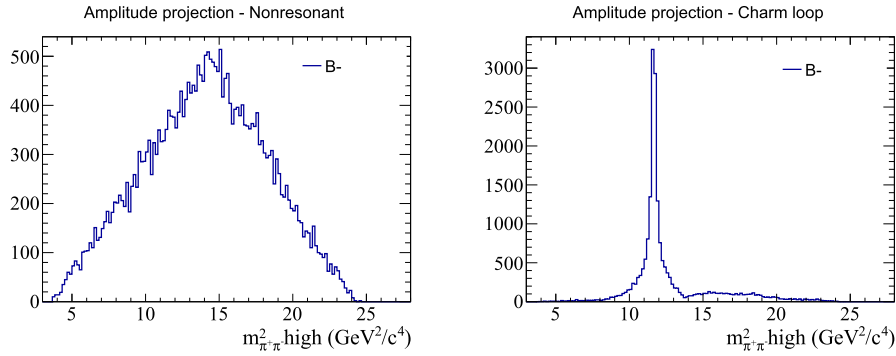 Amplitude projection - Nonresonant
500
400
300
200
100
0
B-
5 10 15 20 25
m²π⁺π⁻high (GeV²/c⁴)
Amplitude projection - Charm loop
3000
2500
2000
1500
1000
500
0
B-
5 10 15 20 25
m²π⁺π⁻high (GeV²/c⁴)